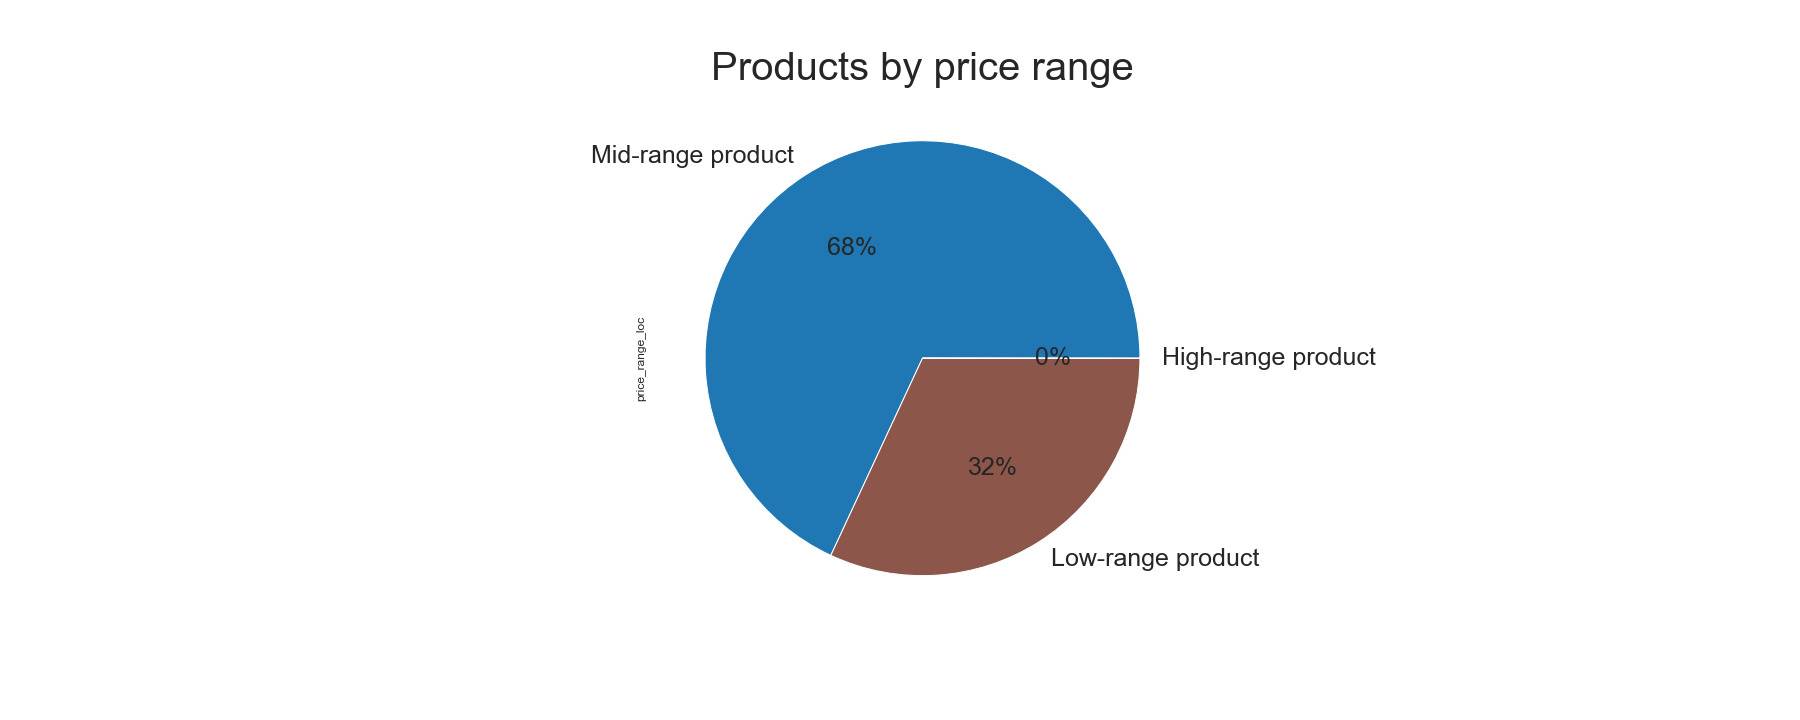 Products by price range
Mid-range product
68%
price_range_loc
0%
High-range product
32%
Low-range product